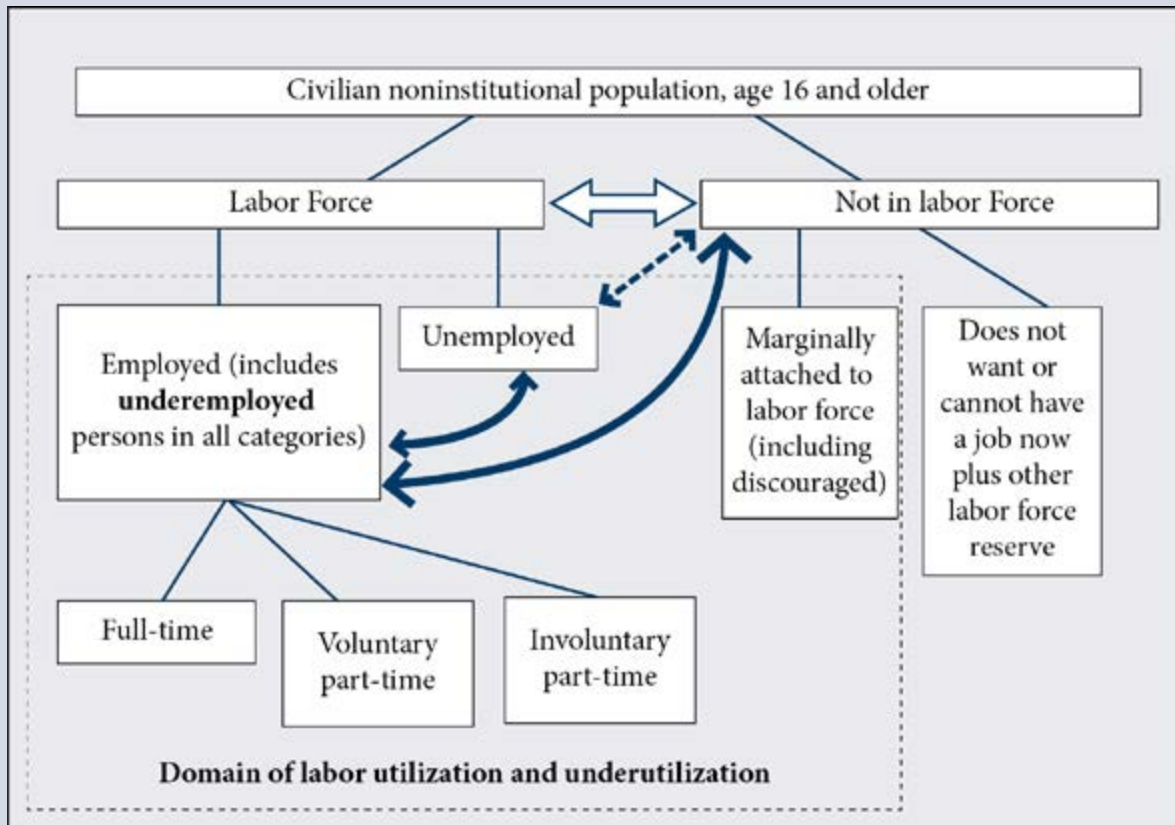 Civilian noninstitutional population, age 16 and older
Labor Force
Not in labor Force
Employed (includes
underemployed
persons in all categories)
Unemployed
Marginally
attached to
labor force
(including
discouraged)
Does not
want or
cannot have
a job now
plus other
labor force
reserve
Full-time
Voluntary
part-time
Involuntary
part-time
Domain of labor utilization and underutilization